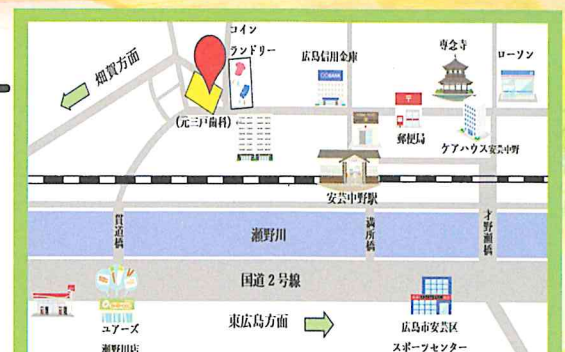 コイン
ランドリー
畑賀方面
広島信用金庫
専念寺
ローソン
(元三戸歯科)
郵便局
ケアハウス安芸中野
安芸中野駅
貫道橋
瀬野川
満所橋
才野瀬橋
国道2号線
東広島方面
ユアーズ
瀬野川店
広島市安芸区
スポーツセンター